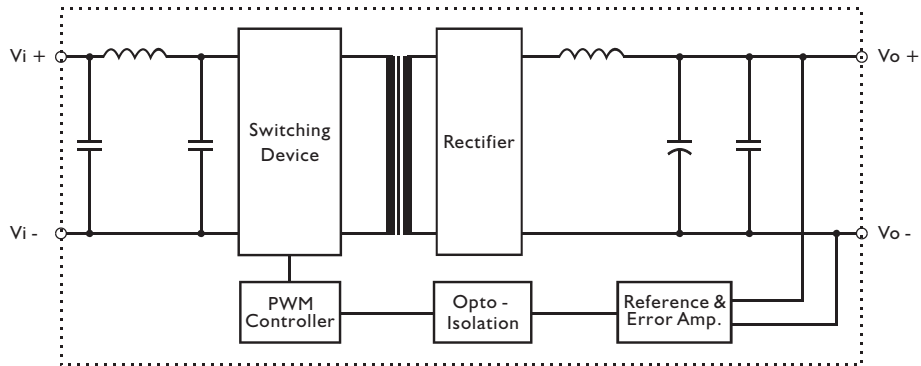 Vi +
Vo +
Switching
Device
Rectifier
Vi -
Vo -
PWM
Controller
Opto -
Isolation
Reference &
Error Amp.